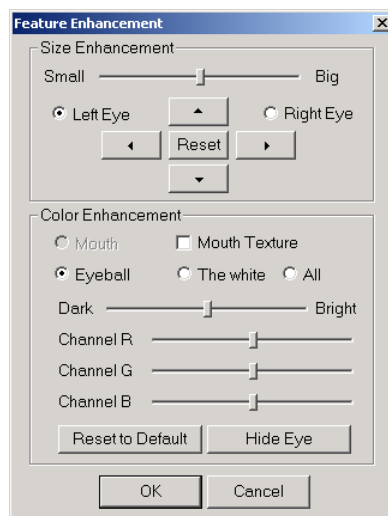 Feature Enhancement
Size Enhancement
Small Big
Left Eye Right Eye
Reset
Color Enhancement
Mouth Mouth Texture
Eyeball The white All
Dark Bright
Channel R
Channel G
Channel B
Reset to Default Hide Eye
OK Cancel